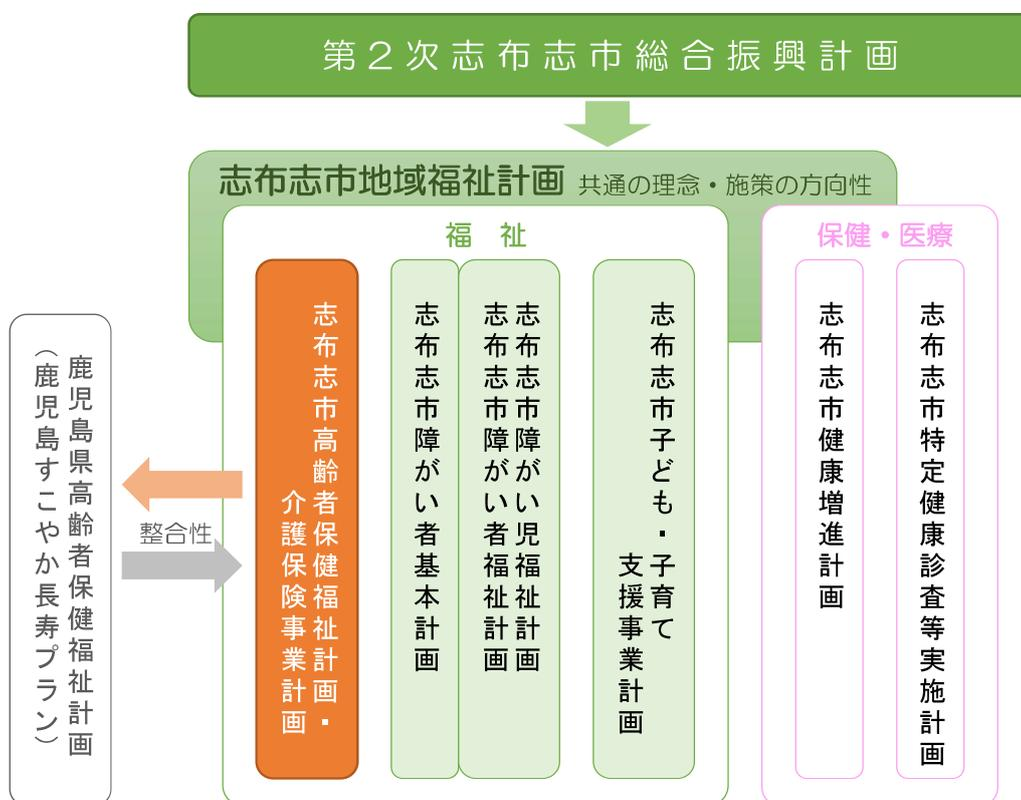 第２次志布志市総合振興計画
志布志市地域福祉計画 共通の理念・施策の方向性
福　祉
保健・医療
志布志市高齢者保健福祉計画・
介護保険事業計画
志布志市障がい者基本計画
志布志市障がい児福祉計画
志布志市障がい者福祉計画
志布志市子ども・子育て
支援事業計画
志布志市健康増進計画
志布志市特定健康診査等実施計画
鹿児島県高齢者保健福祉計画
（鹿児島すこやか長寿プラン）
整合性